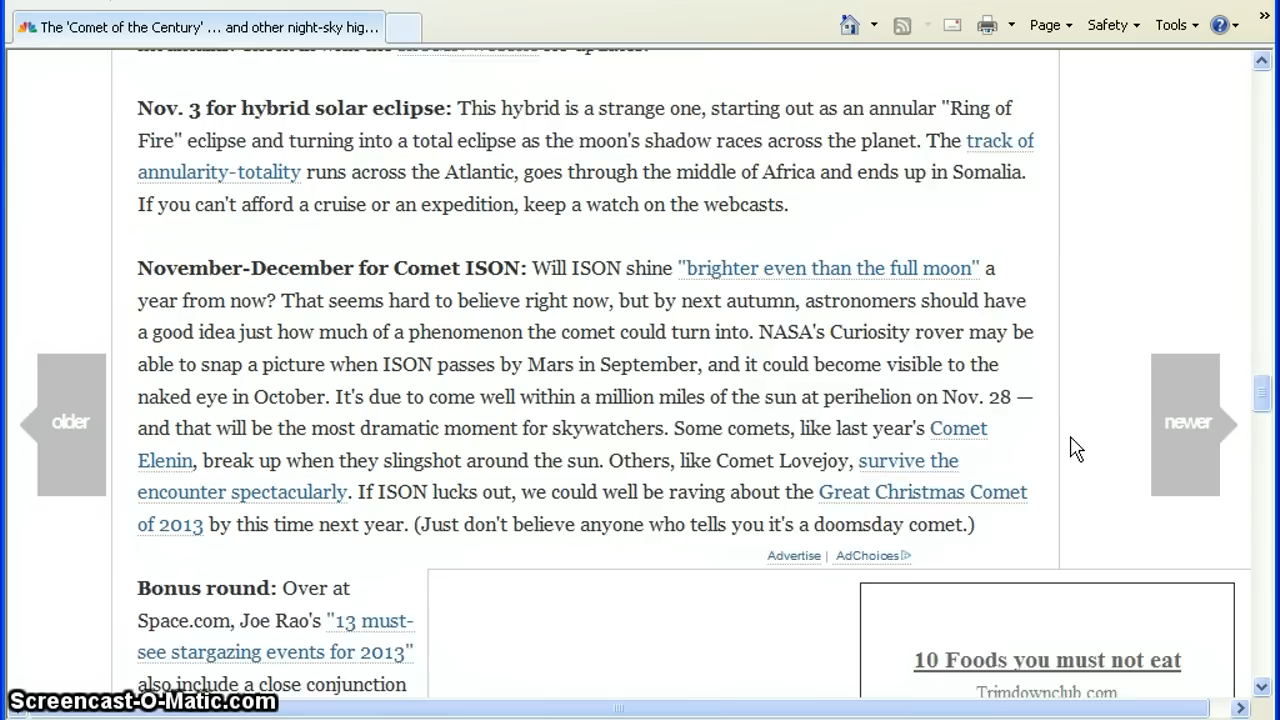 The 'Comet of the Century' ... and other night-sky hig...
Page
Safety
Tools
Nov. 3 for hybrid solar eclipse: This hybrid is a strange one, starting out as an annular "Ring of
Fire" eclipse and turning into a total eclipse as the moon's shadow races across the planet. The track of
annularity-totality runs across the Atlantic, goes through the middle of Africa and ends up in Somalia.
If you can't afford a cruise or an expedition, keep a watch on the webcasts.
November-December for Comet ISON: Will ISON shine "brighter even than the full moon" a
year from now? That seems hard to believe right now, but by next autumn, astronomers should have
a good idea just how much of a phenomenon the comet could turn into. NASA's Curiosity rover may be
able to snap a picture when ISON passes by Mars in September, and it could become visible to the
naked eye in October. It's due to come well within a million miles of the sun at perihelion on Nov. 28 —
and that will be the most dramatic moment for skywatchers. Some comets, like last year's Comet
Elenin, break up when they slingshot around the sun. Others, like Comet Lovejoy, survive the
encounter spectacularly. If ISON lucks out, we could well be raving about the Great Christmas Comet
of 2013 by this time next year. (Just don't believe anyone who tells you it's a doomsday comet.)
older
newer
Advertise | AdChoices
Bonus round: Over at
Space.com, Joe Rao's "13 must-
see stargazing events for 2013"
also include a close conjunction
10 Foods you must not eat
Trimdownclub.com
Screencast-O-Matic.com